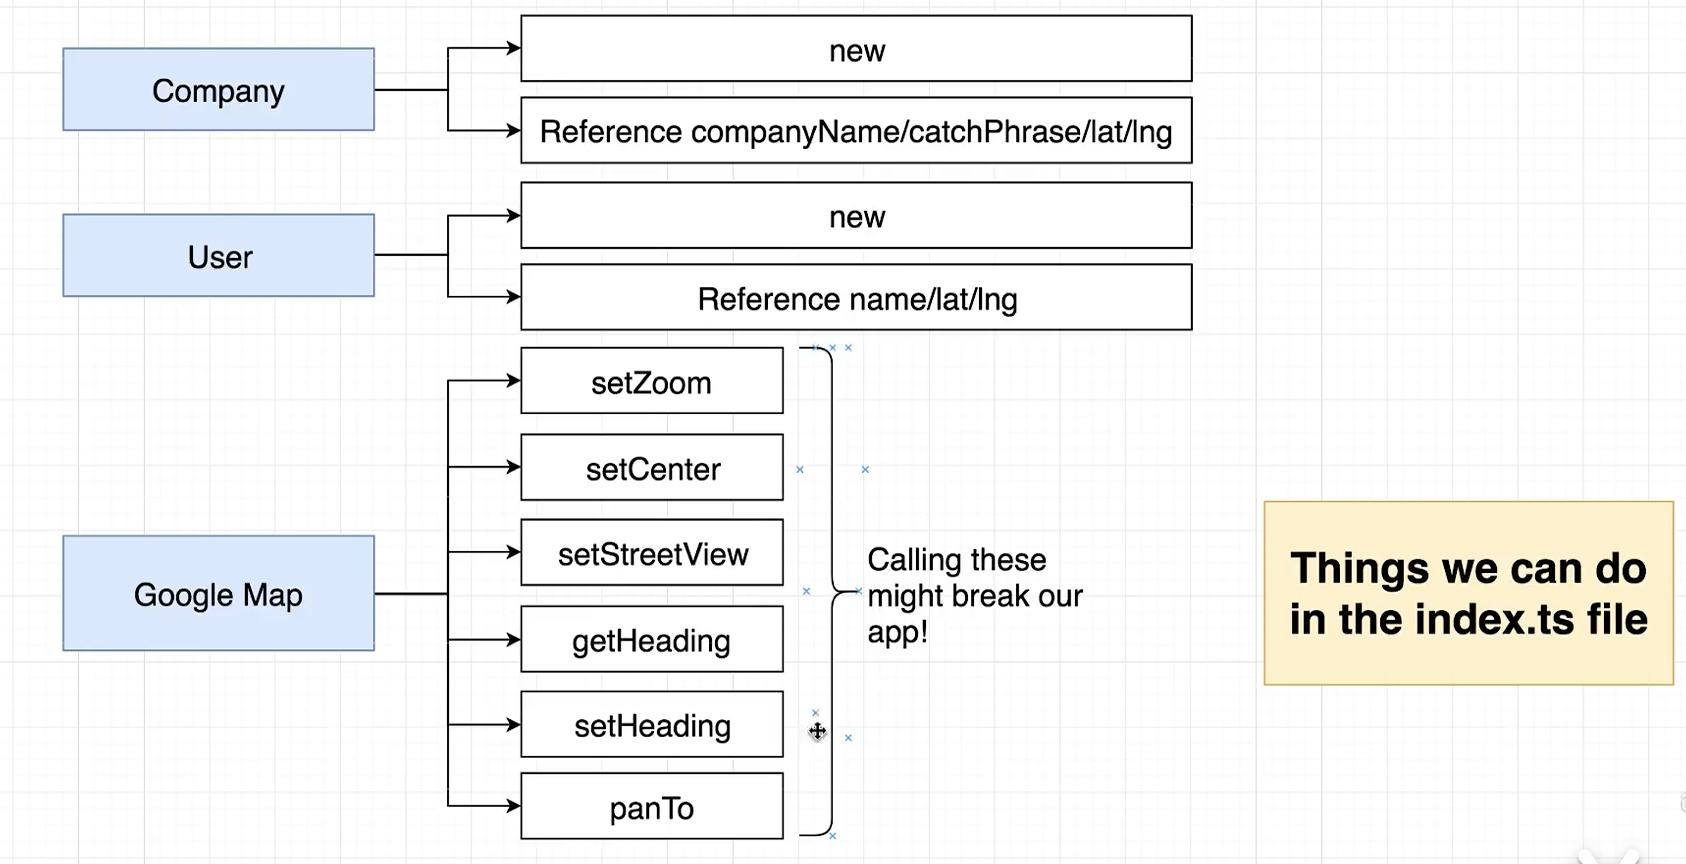 Company
new
Reference companyName/catchPhrase/lat/lng
User
new
Reference name/lat/lng
Google Map
setZoom
setCenter
setStreetView
getHeading
setHeading
panTo
Calling these
might break our
app!
Things we can do
in the index.ts file